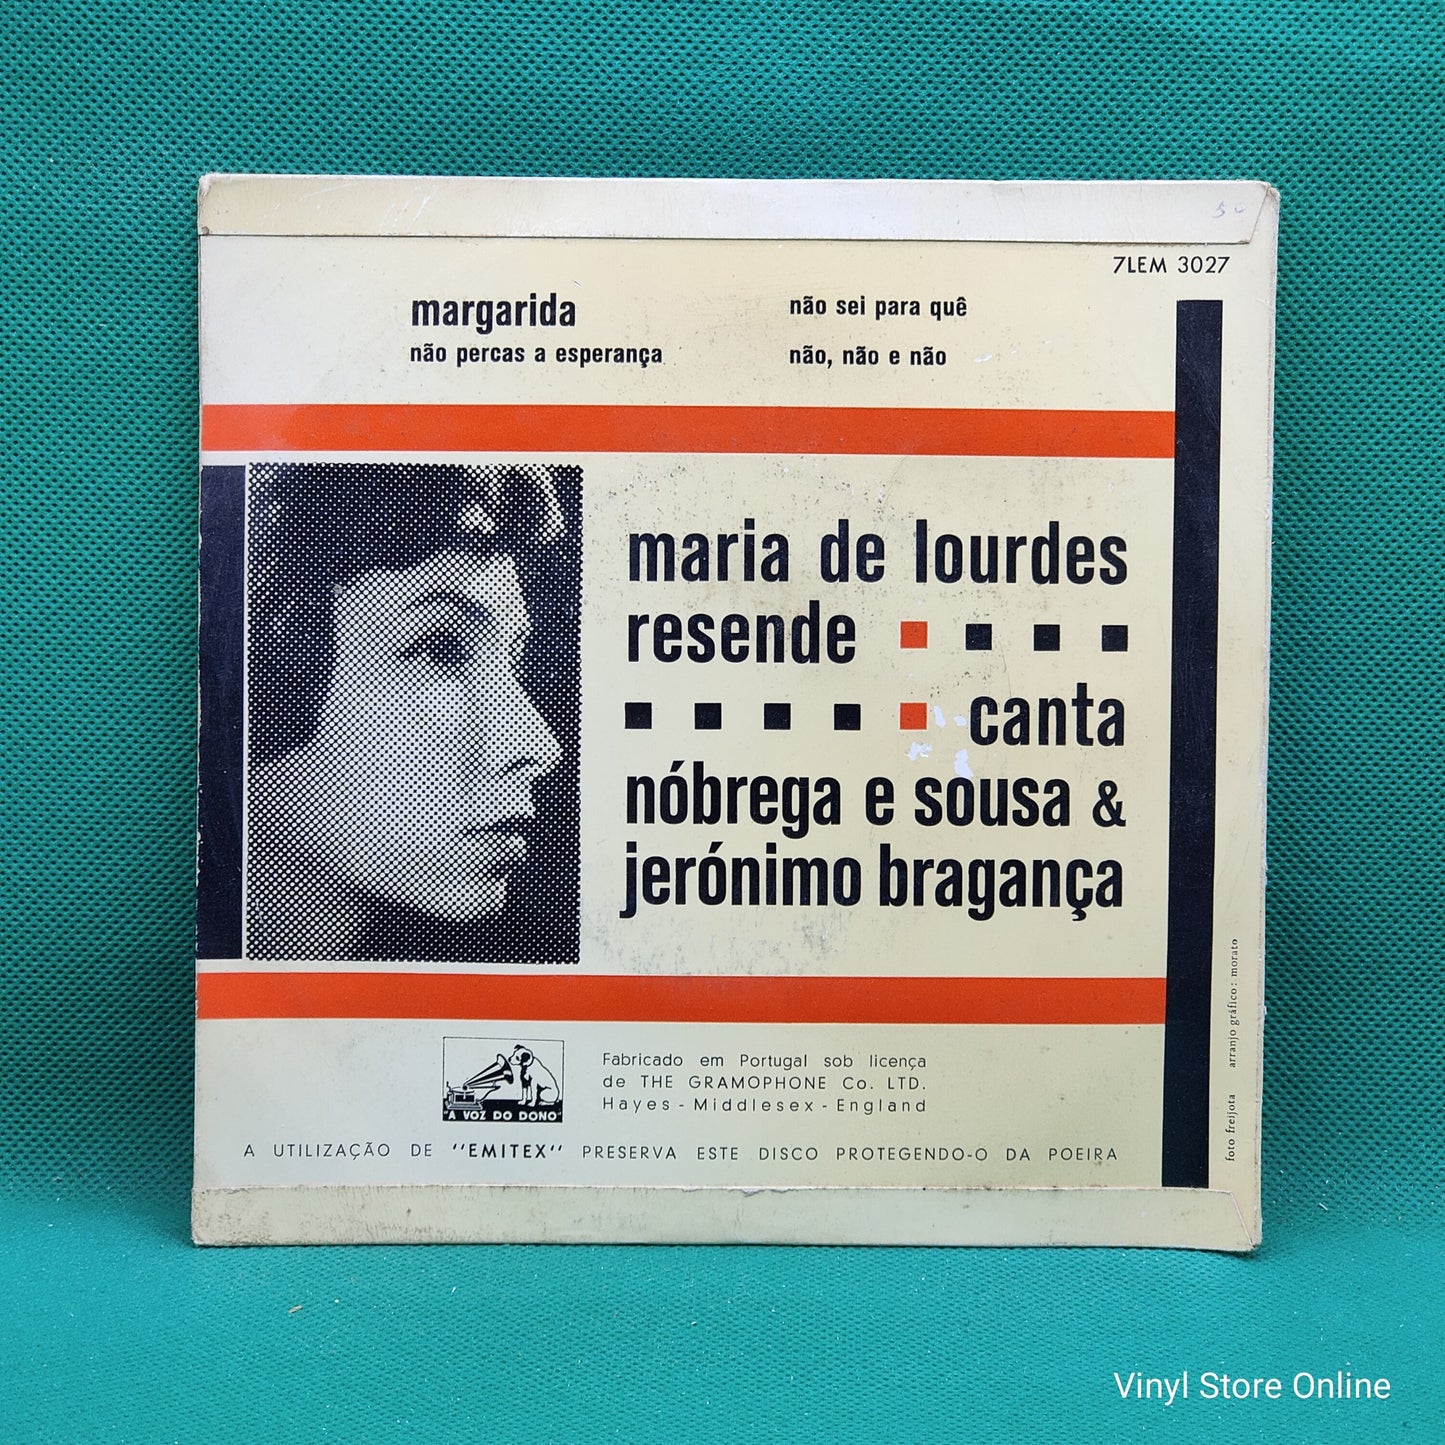 50
7LEM 3027
margarida
não percas a esperança
não sei para quê
não, não e não
maria de lourdes
resende
canta
nóbrega e sousa &
jerónimo bragança
"A VOZ DO DONO"
Fabricado em Portugal sob licença
de THE GRAMOPHONE Co. LTD.
Hayes - Middlesex - England
A UTILIZAÇÃO DE "EMITEX" PRESERVA ESTE DISCO PROTEGENDO-O DA POEIRA
foto freijota arranjo gráfico: morato
Vinyl Store Online